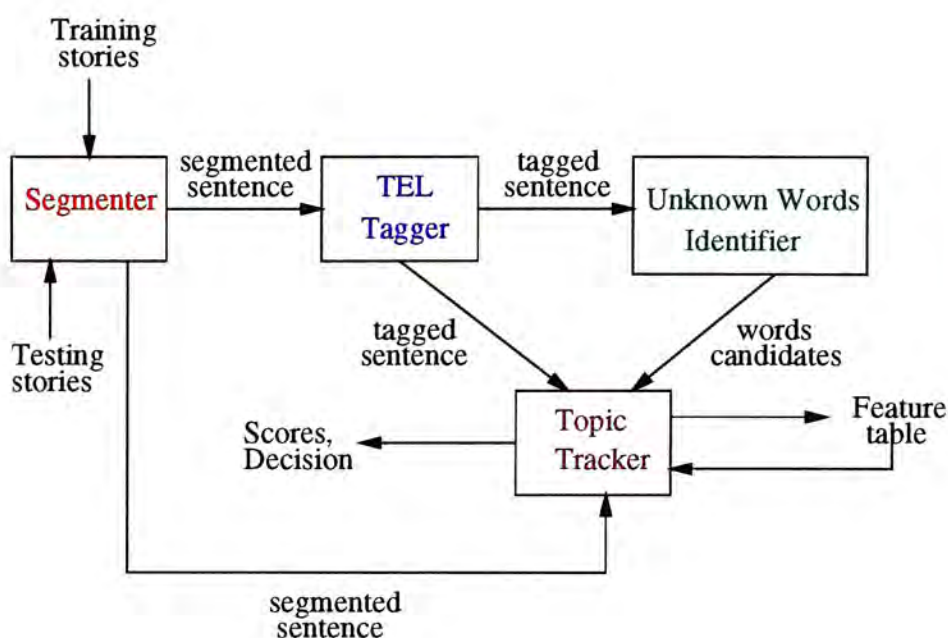 Training
stories
segmented
sentence
tagged
sentence
Segmenter
TEL
Tagger
Unknown Words
Identifier
Testing
stories
tagged
sentence
words
candidates
Scores,
Decision
Topic
Tracker
Feature
table
segmented
sentence